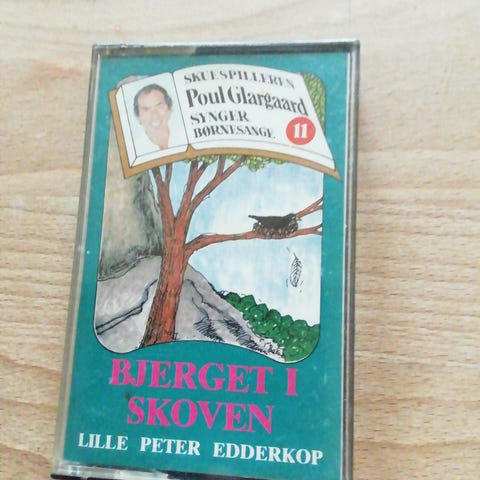 SKUESPILLEREN
Poul Glargaard
SYNGER
BØRNESANGE
11
BJERGET I
SKOVEN
LILLE PETER EDDERKOP